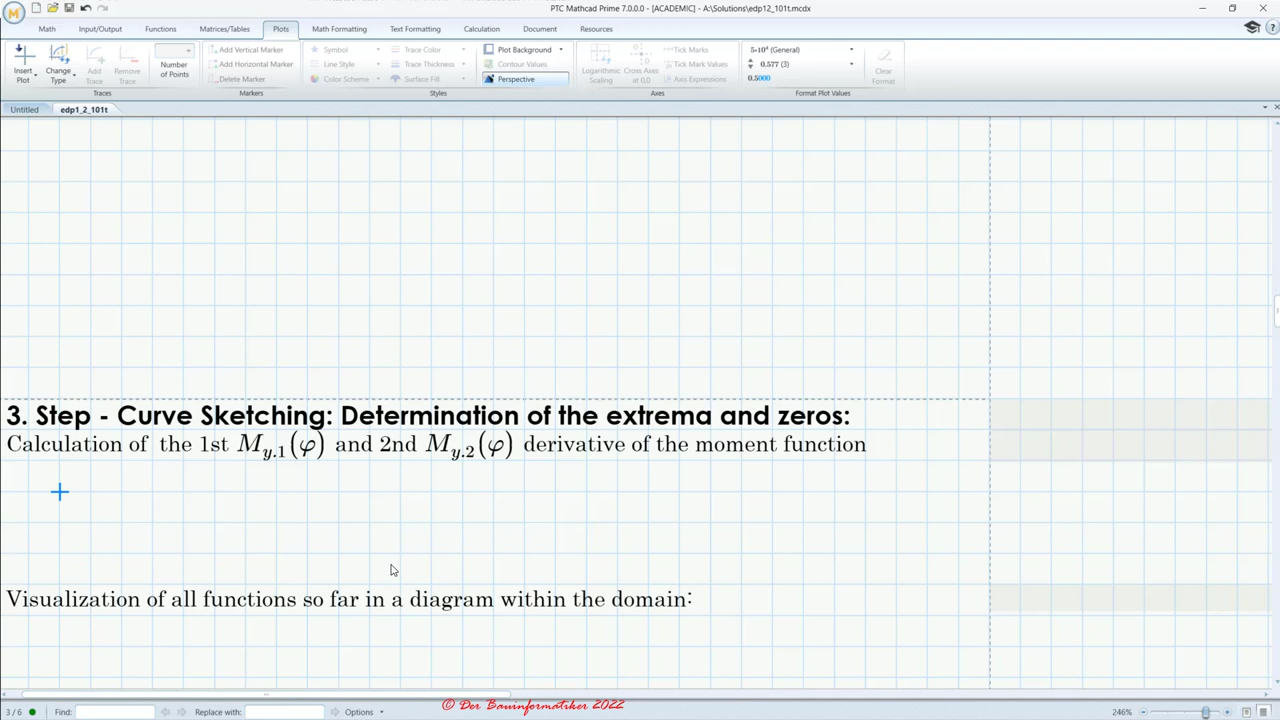 PTC Mathcad Prime 7.0.0.0 - [ACADEMIC] - A:\Solutions\edp12_101t.mcdx
Math Input/Output Functions Matrices/Tables Plots Math Formatting Text Formatting Calculation Document Resources
Insert Plot Change Type Add Trace Remove Trace Number of Points
Add Vertical Marker
Add Horizontal Marker
Delete Marker
Symbol Trace Color
Line Style Trace Thickness
Color Scheme Surface Fill
Plot Background
Contour Values
Perspective
Logarithmic Scaling Cross Axes at 0,0
Tick Marks
Tick Mark Values
Axis Expressions
5•10⁴ (General)
0.577 (3)
0.5000
Clear Format
Traces Markers Styles Axes Format Plot Values
Untitled edp1_2_101t
3. Step - Curve Sketching: Determination of the extrema and zeros:
Calculation of the 1st M_{y.1}(φ) and 2nd M_{y.2}(φ) derivative of the moment function
Visualization of all functions so far in a diagram within the domain:
3 / 6 Find: Replace with: Options 246%
© Der Bauinformatiker 2022